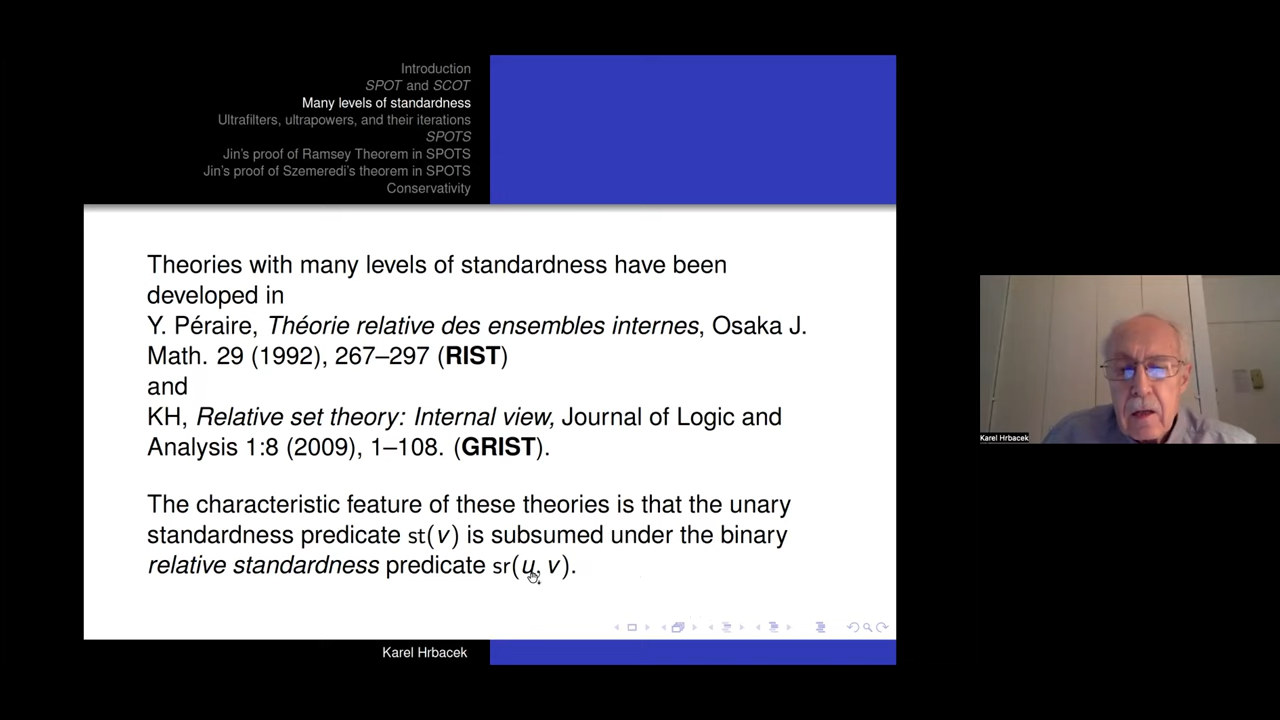 Introduction
SPOT and SCOT
Many levels of standardness
Ultrafilters, ultrapowers, and their iterations
SPOTS
Jin's proof of Ramsey Theorem in SPOTS
Jin's proof of Szemeredi's theorem in SPOTS
Conservativity
Theories with many levels of standardness have been
developed in
Y. Péraire, Théorie relative des ensembles internes, Osaka J.
Math. 29 (1992), 267–297 (RIST)
and
KH, Relative set theory: Internal view, Journal of Logic and
Analysis 1:8 (2009), 1–108. (GRIST).
The characteristic feature of these theories is that the unary
standardness predicate st(v) is subsumed under the binary
relative standardness predicate sr(u, v).
Karel Hrbacek
Karel Hrbacek